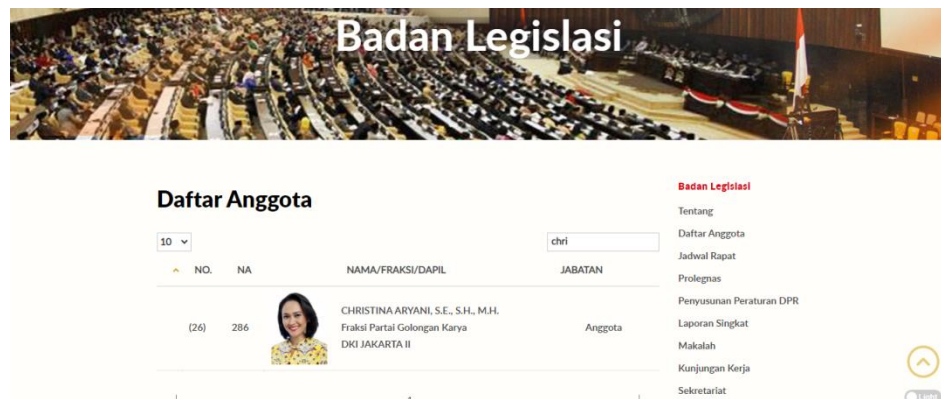 Badan Legislasi
Daftar Anggota
10
chri
NO. NA NAMA/FRAKSI/DAPIL JABATAN
(26) 286 CHRISTINA ARYANI, S.E., S.H., M.H. Anggota
Fraksi Partai Golongan Karya
DKI JAKARTA II
Badan Legislasi
Tentang
Daftar Anggota
Jadwal Rapat
Prolegnas
Penyusunan Peraturan DPR
Laporan Singkat
Makalah
Kunjungan Kerja
Sekretariat